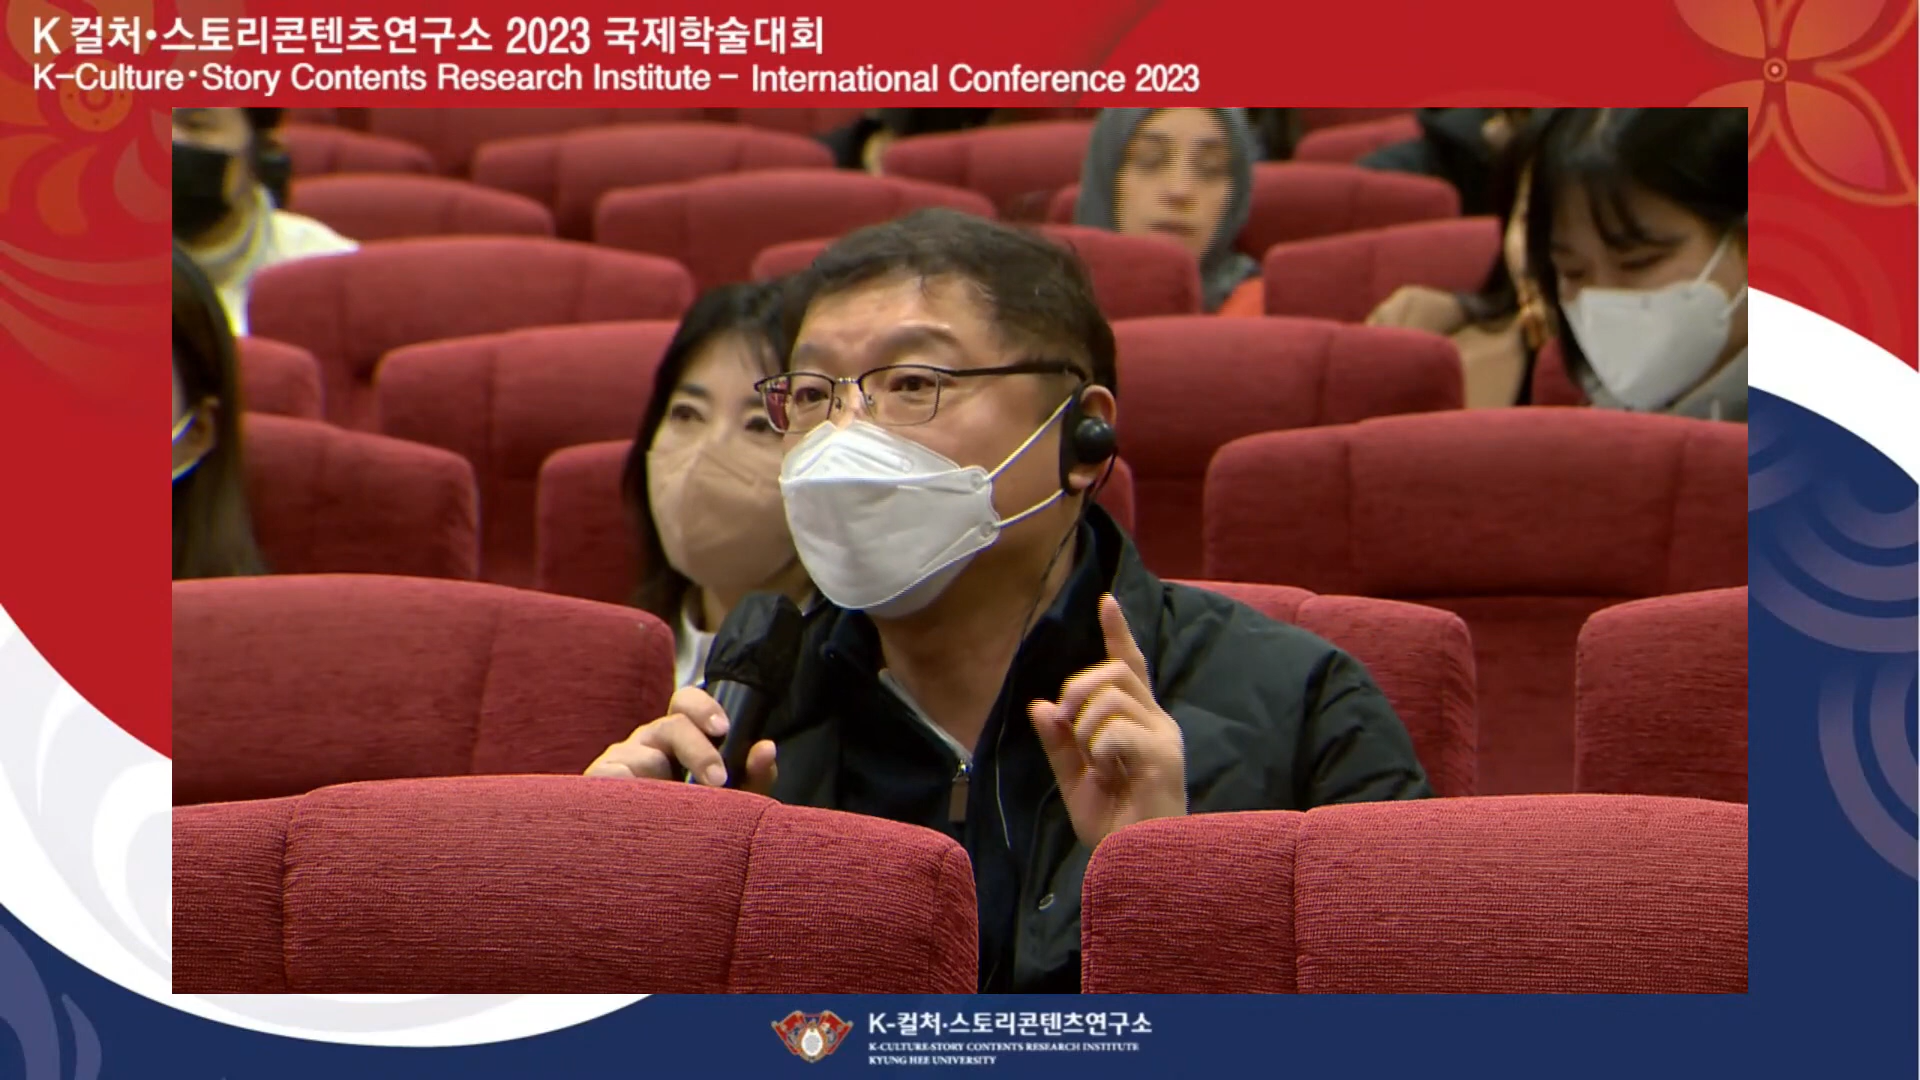 K 컬처•스토리콘텐츠연구소 2023 국제학술대회
K-Culture•Story Contents Research Institute - International Conference 2023
K-컬처·스토리콘텐츠연구소
K-CULTURE·STORY CONTENTS RESEARCH INSTITUTE
KYUNG HEE UNIVERSITY